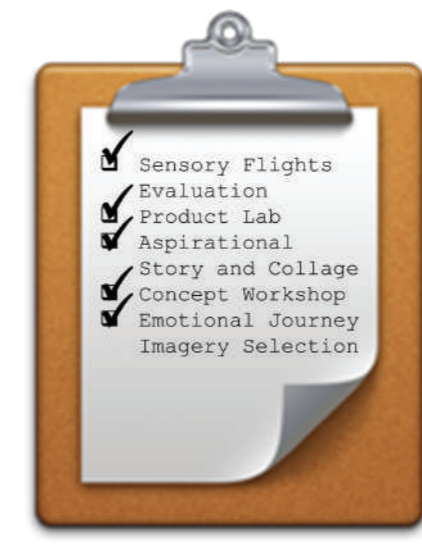 Sensory Flights
Evaluation
Product Lab
Aspirational
Story and Collage
Concept Workshop
Emotional Journey
Imagery Selection